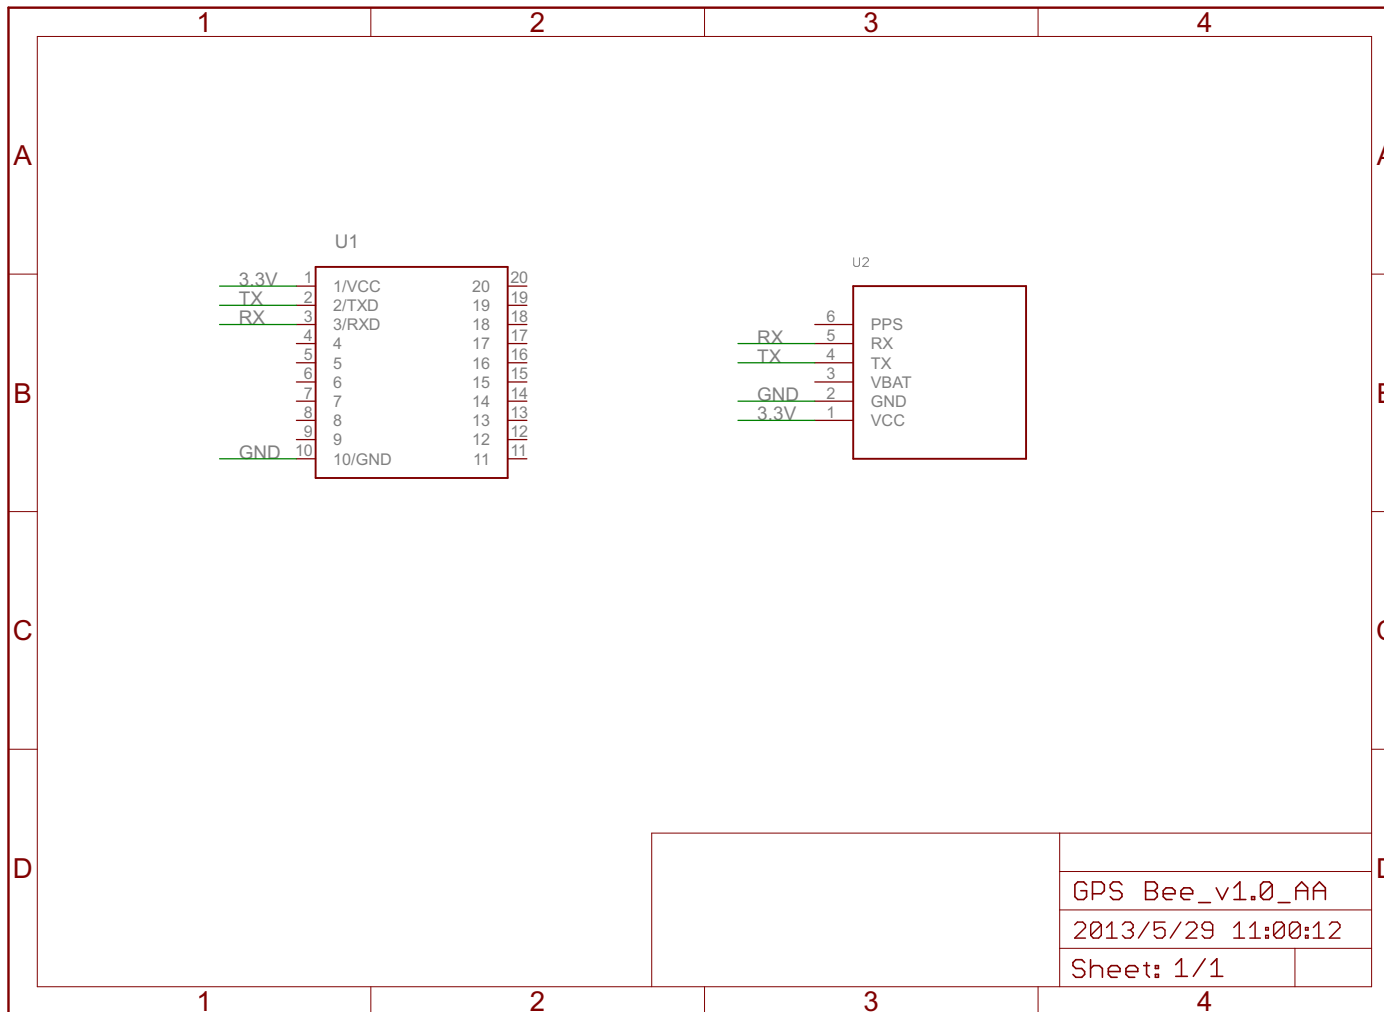 1 2 3 4
A A
U1
U2
3.3V 1 1/VCC 20 20
TX 2 2/TXD 19 19
RX 3 3/RXD 18 18
4 4 17 17
5 5 16 16
6 6 15 15
7 7 14 14
8 8 13 13
9 9 12 12
GND 10 10/GND 11 11
6 PPS
RX 5 RX
TX 4 TX
3 VBAT
GND 2 GND
3.3V 1 VCC
B B
C C
D D
GPS Bee_v1.0_AA
2013/5/29 11:00:12
Sheet: 1/1
1 2 3 4